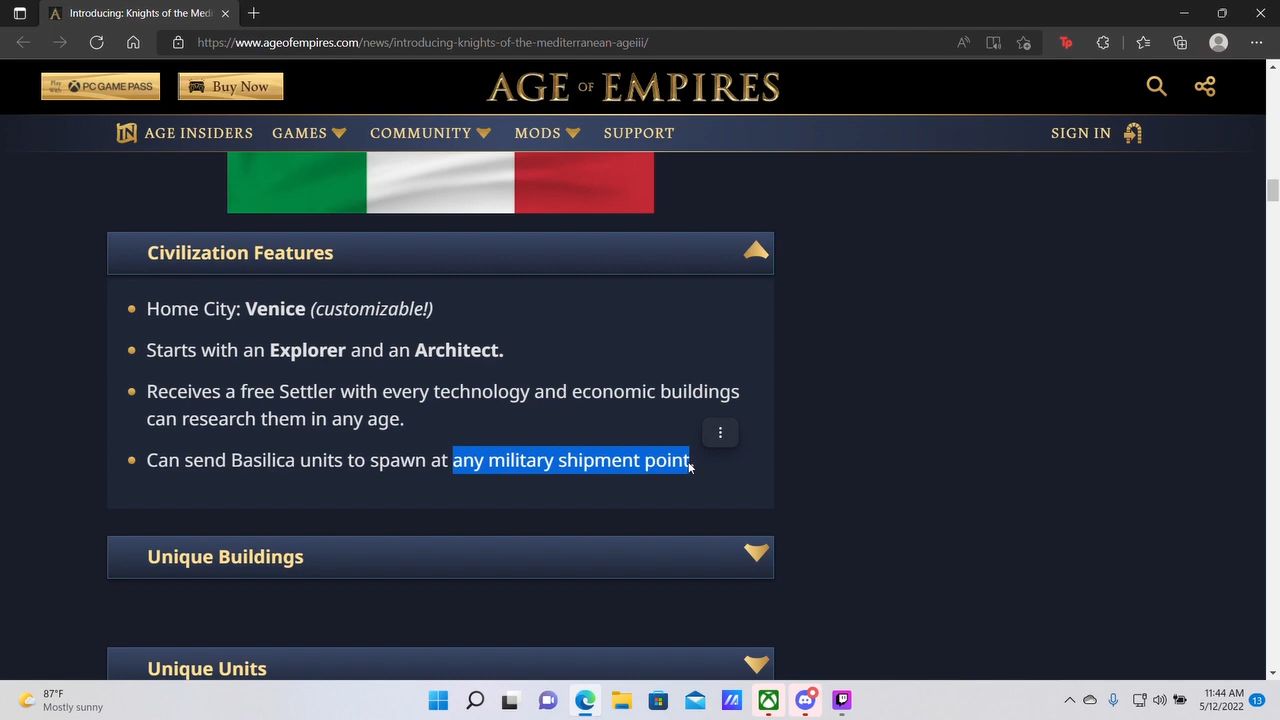 Introducing: Knights of the Medi
https://www.ageofempires.com/news/introducing-knights-of-the-mediterranean-ageiii/
PC GAME PASS
Buy Now
AGE OF EMPIRES
AGE INSIDERS
GAMES
COMMUNITY
MODS
SUPPORT
SIGN IN
Civilization Features
Home City: Venice (customizable!)
Starts with an Explorer and an Architect.
Receives a free Settler with every technology and economic buildings
can research them in any age.
Can send Basilica units to spawn at any military shipment point.
Unique Buildings
Unique Units
87°F
Mostly sunny
11:44 AM
5/12/2022
13